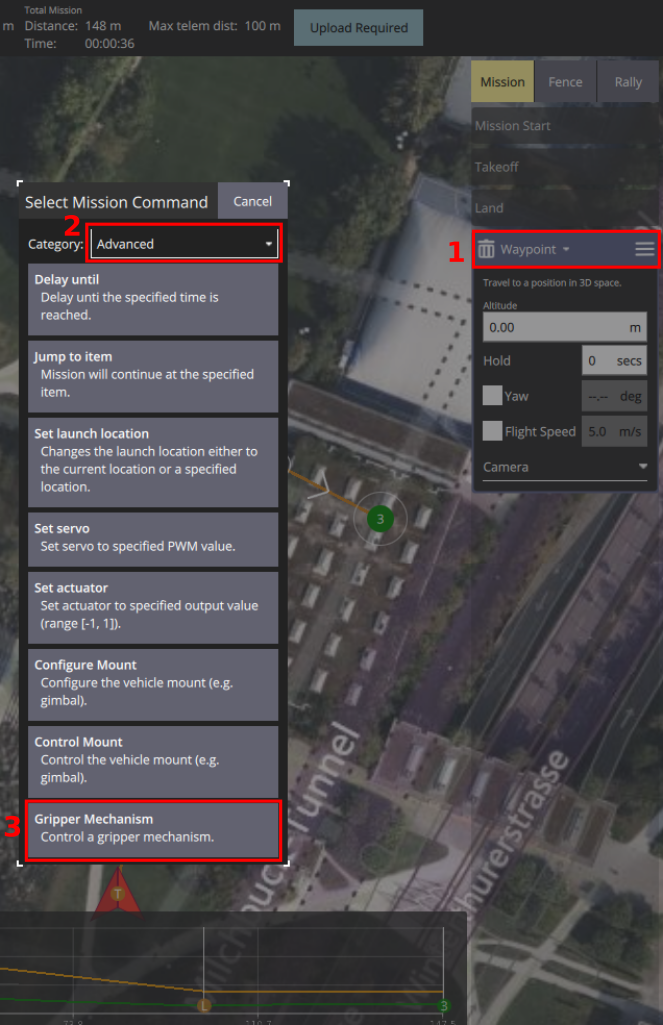 Total Mission
m Distance: 148 m Max telem dist: 100 m Upload Required
Time: 00:00:36
Mission Fence Rally
Mission Start
Takeoff
Land
1 Waypoint
Travel to a position in 3D space.
Altitude
0.00 m
Hold 0 secs
Yaw --.-- deg
Flight Speed 5.0 m/s
Camera
Select Mission Command Cancel
2
Category: Advanced
Delay until
Delay unti the specified time is
reached.
Jump to item
Mission will continue at the specified
item.
Set launch location
Changes the launch location either to
the current location or a specified
location.
Set servo
Set servo to specified PWM value.
Set actuator
Set actuator to specified output value
(range [-1, 1]).
Configure Mount
Configure the vehicle mount (e.g.
gimbal).
Control Mount
Control the vehicle mount (e.g.
gimbal).
3
Gripper Mechanism
Control a gripper mechanism.
3
T
L
3
73.8 110.7 147.5